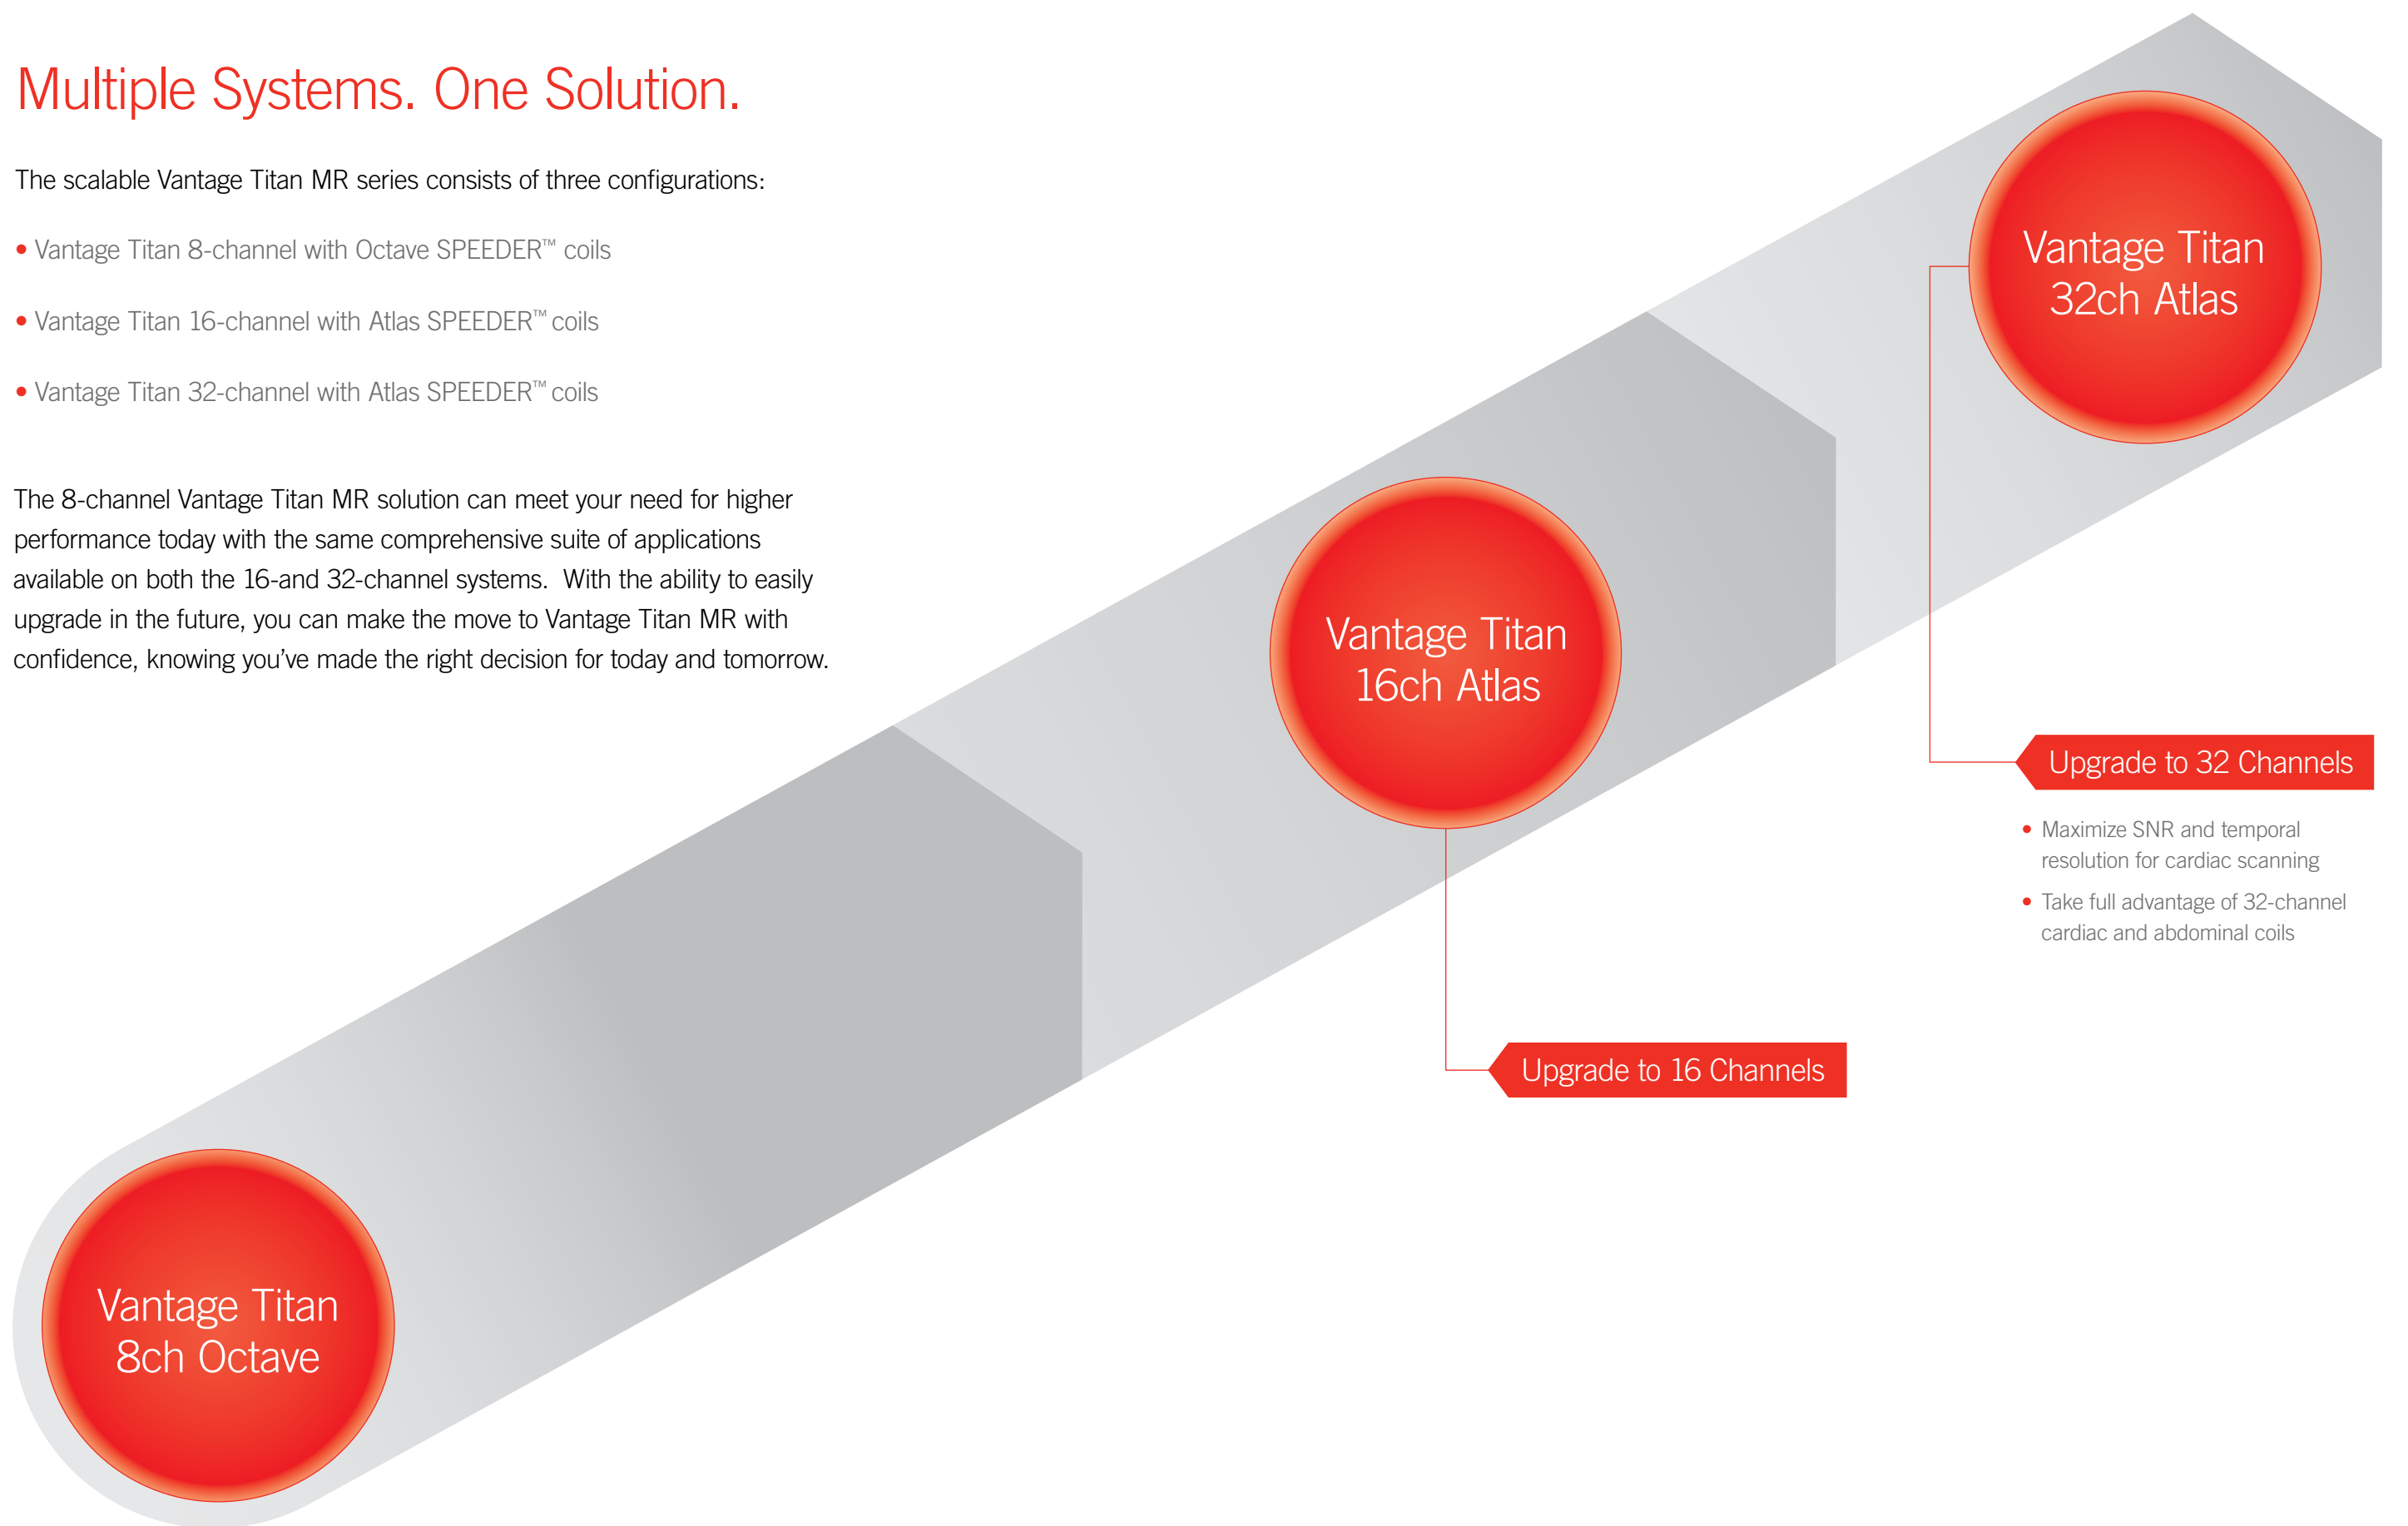 Multiple Systems. One Solution.
The scalable Vantage Titan MR series consists of three configurations:
• Vantage Titan 8-channel with Octave SPEEDER™ coils
• Vantage Titan 16-channel with Atlas SPEEDER™ coils
• Vantage Titan 32-channel with Atlas SPEEDER™ coils
The 8-channel Vantage Titan MR solution can meet your need for higher
performance today with the same comprehensive suite of applications
available on both the 16-and 32-channel systems.  With the ability to easily
upgrade in the future, you can make the move to Vantage Titan MR with
confidence, knowing you’ve made the right decision for today and tomorrow.
Vantage Titan
32ch Atlas
Vantage Titan
16ch Atlas
Upgrade to 32 Channels
• Maximize SNR and temporal
resolution for cardiac scanning
• Take full advantage of 32-channel
cardiac and abdominal coils
Upgrade to 16 Channels
Vantage Titan
8ch Octave